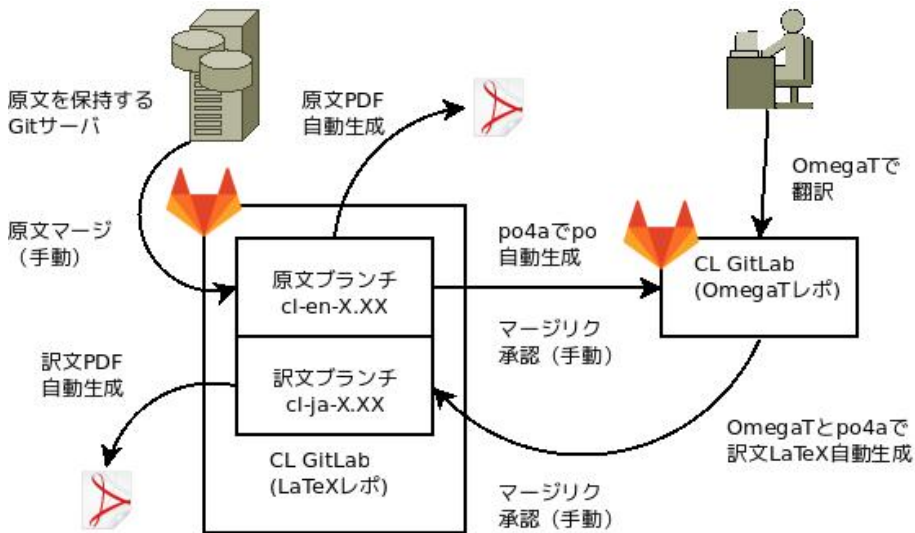 原文を保持する
Gitサーバ
原文PDF
自動生成
OmegaTで
翻訳
原文マージ
（手動）
po4aでpo
自動生成
原文ブランチ
cl-en-X.XX
CL GitLab
(OmegaTレポ)
マージリク
承認（手動）
訳文PDF
自動生成
訳文ブランチ
cl-ja-X.XX
OmegaTとpo4aで
訳文LaTeX自動生成
CL GitLab
(LaTeXレポ)
マージリク
承認（手動）